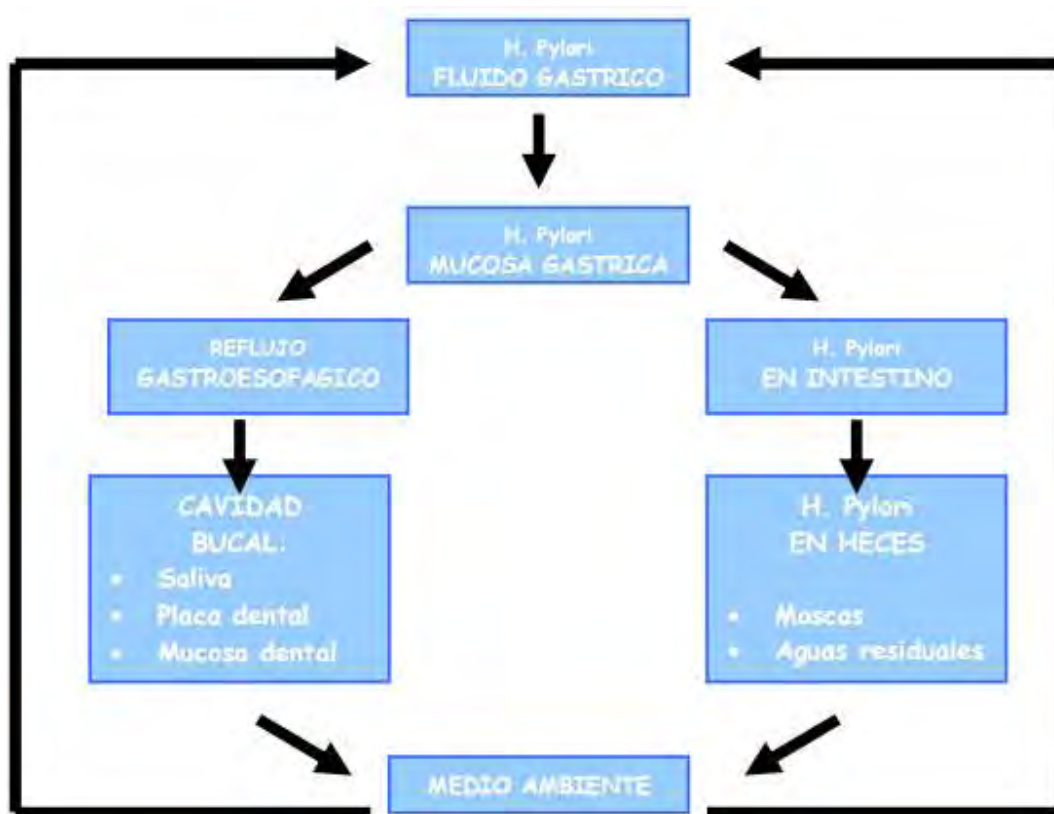 H. Pylori
FLUIDO GASTRICO
H. Pylori
MUCOSA GASTRICA
REFLUJO
GASTROESOFAGICO
H. Pylori
EN INTESTINO
CAVIDAD
BUCAL:
• Saliva
• Placa dental
• Mucosa dental
H. Pylori
EN HECES
• Moscas
• Aguas residuales
MEDIO AMBIENTE